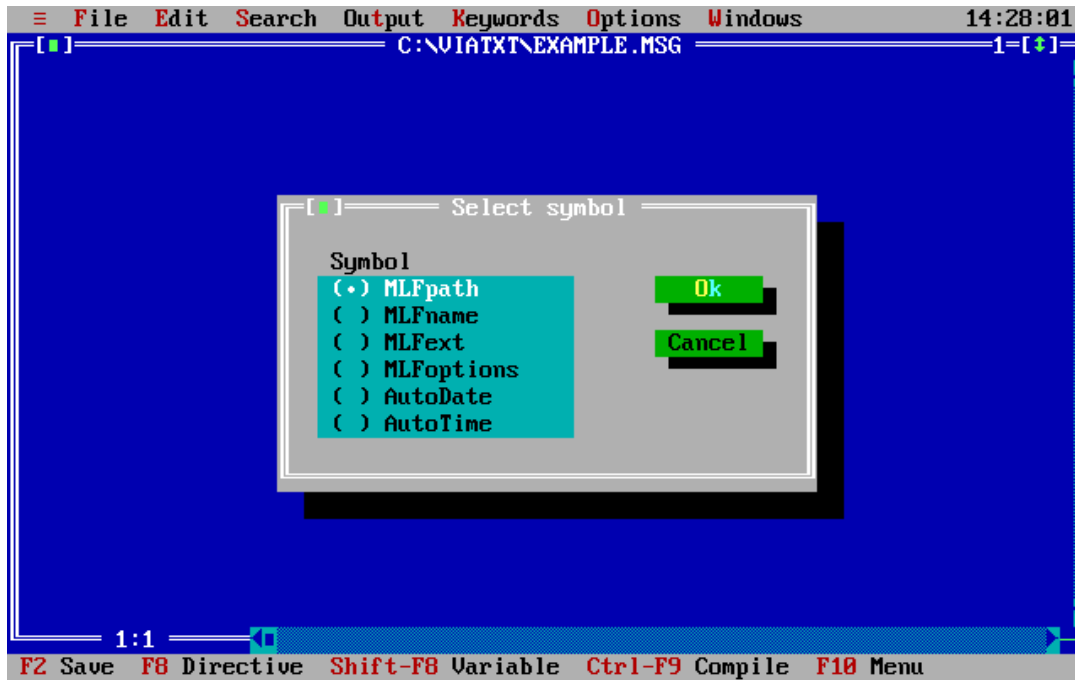 ≡ File Edit Search Output Keywords Options Windows 14:28:01
[■] C:\VIATXT\EXAMPLE.MSG 1=[↕]
[■] Select symbol
Symbol
(•) MLFpath Ok
( ) MLFname
( ) MLFext Cancel
( ) MLFoptions
( ) AutoDate
( ) AutoTime
1:1
F2 Save F8 Directive Shift-F8 Variable Ctrl-F9 Compile F10 Menu